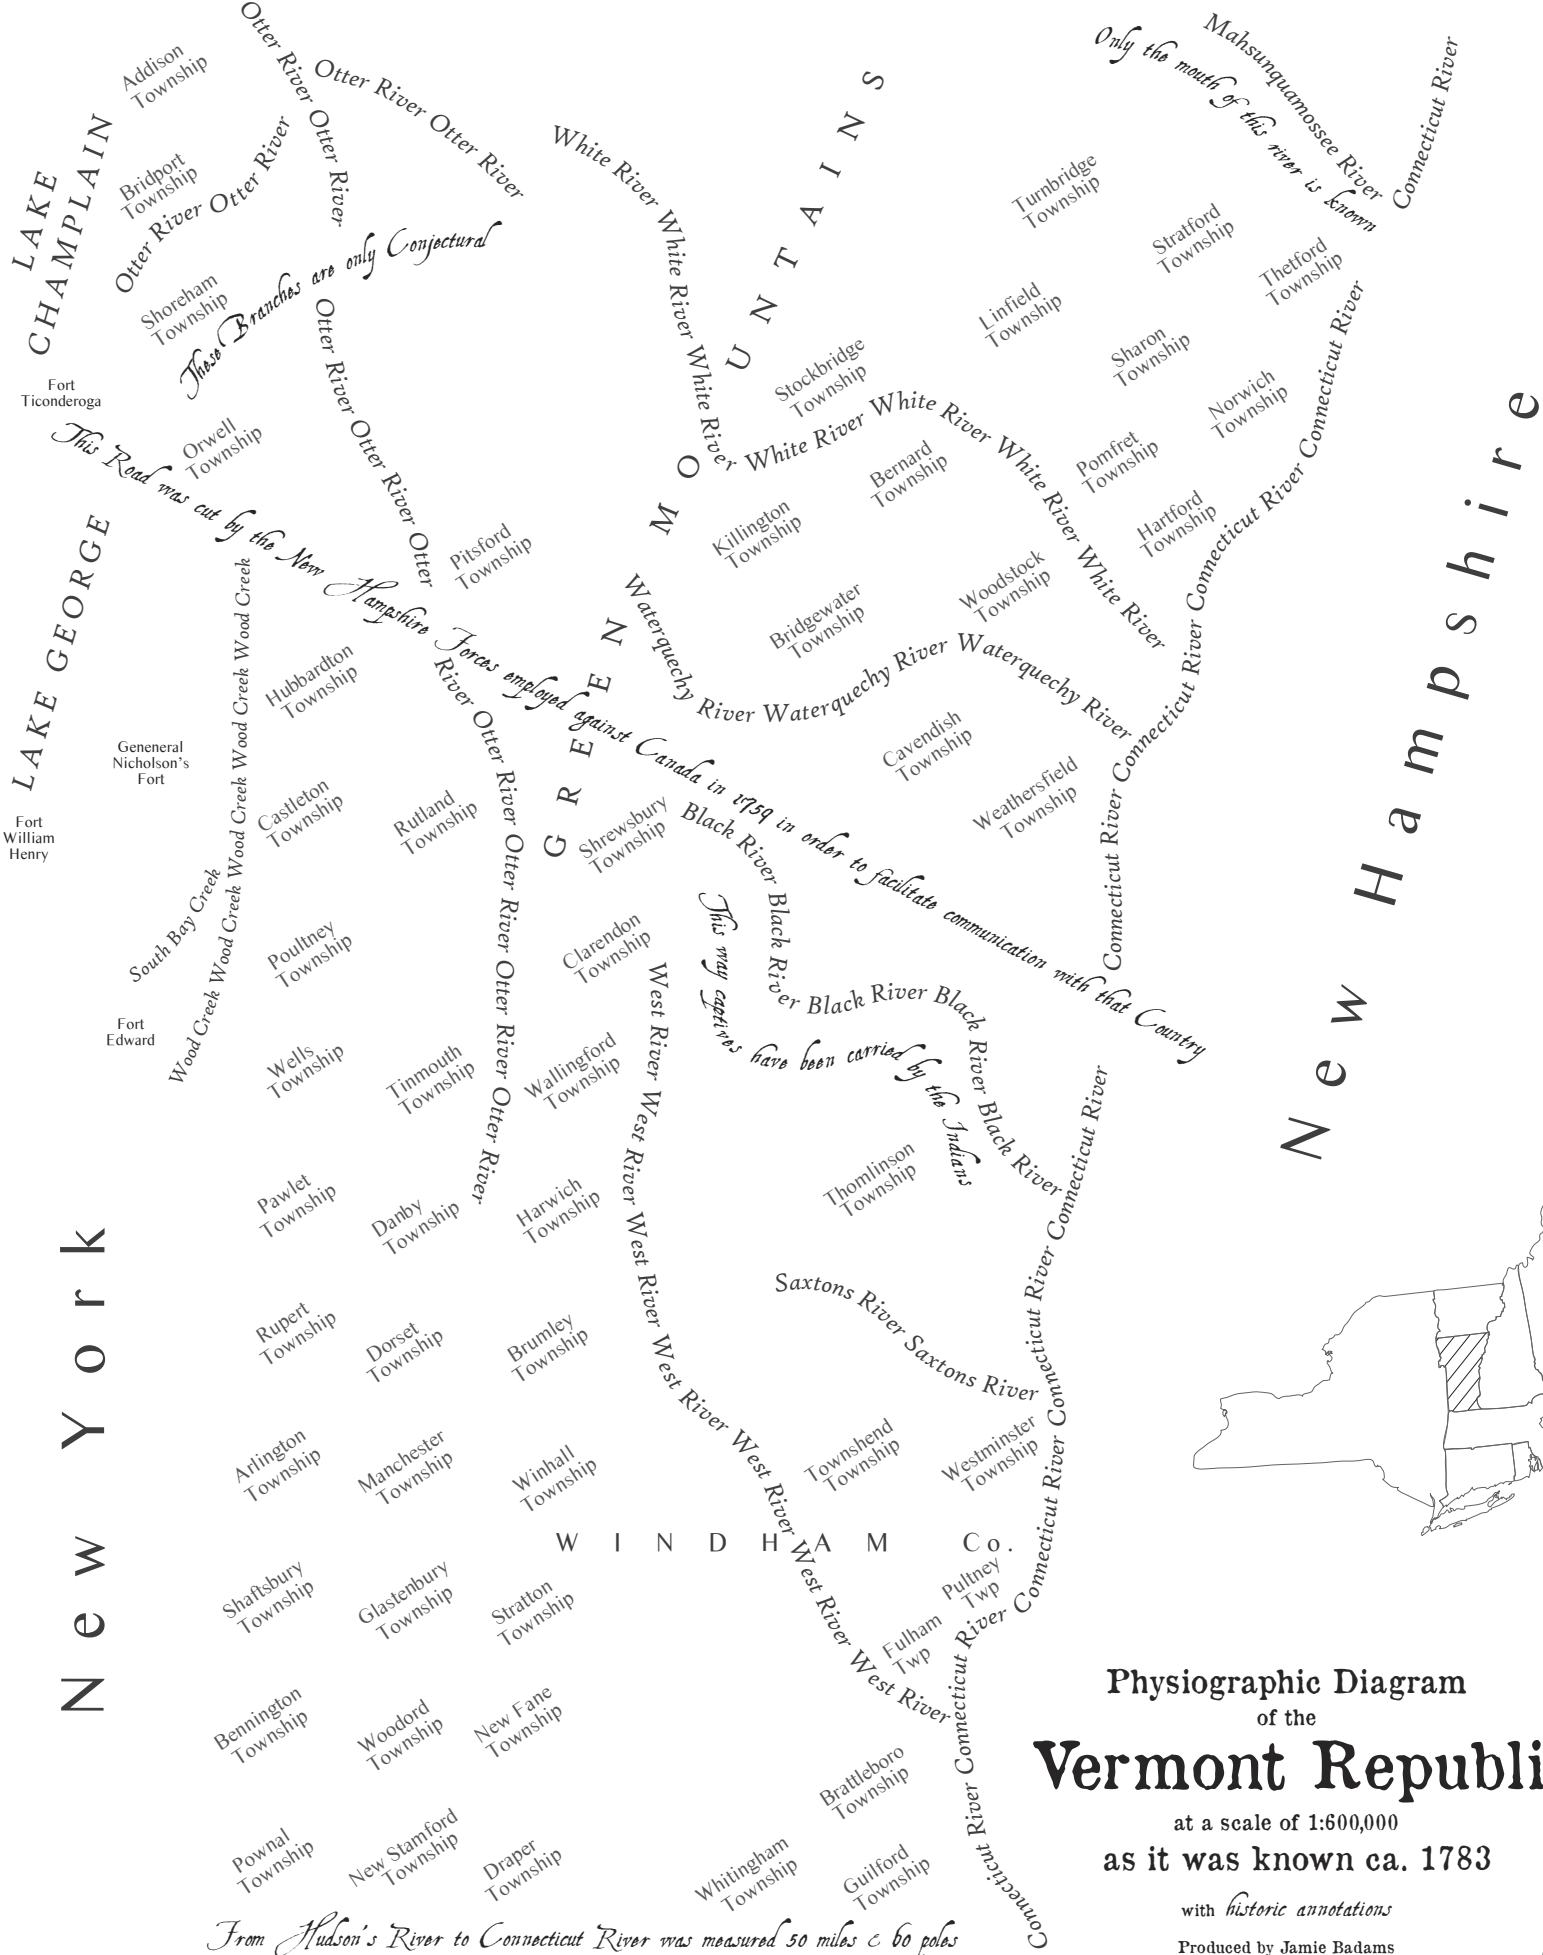 Otter River Otter River
Otter River Otter River
Addison
Township
LAKE
CHAMPLAIN
Bridport
Township
Otter River Otter River
These Branches are only Conjectural
Shoreham
Township
Fort
Ticonderoga
Orwell
Township
Otter River Otter River Otter
River Otter River Otter River Otter River Otter River
White River White River White River
White River White River White River White River
GREEN MOUNTAINS
Only the mouth of this river is known
Mahsunquamossee River
Connecticut River
Turnbridge
Township
Stratford
Township
Thetford
Township
Linfield
Township
Sharon
Township
Stockbridge
Township
Norwich
Township
Bernard
Township
Pomfret
Township
Killington
Township
Hartford
Township
Pitsford
Township
Woodstock
Township
Bridgewater
Township
Connecticut River Connecticut River Connecticut River Connecticut River Connecticut River
New Hampshire
This Road was cut by the New Hampshire Forces employed against Canada in 1759 in order to facilitate communication with that Country
LAKE GEORGE
Wood Creek Wood Creek Wood Creek Wood Creek Wood Creek
Waterquechy River Waterquechy River Waterquechy River
Hubbardton
Township
Geneneral
Nicholson's
Fort
Cavendish
Township
Weathersfield
Township
Fort
William
Henry
Castleton
Township
Rutland
Township
Shrewsbury
Township
Black River Black River Black River Black River Black River
This way captives have been carried by the Indians
South Bay Creek
Poultney
Township
Clarendon
Township
Fort
Edward
Wells
Township
Tinmouth
Township
Wallingford
Township
West River West River West River West River West River West River West River
Connecticut River Connecticut River Connecticut River Connecticut River Connecticut River Connecticut River
Thomlinson
Township
Pawlet
Township
Danby
Township
Harwich
Township
New York
Saxtons River Saxtons River
Rupert
Township
Dorset
Township
Brumley
Township
Arlington
Township
Manchester
Township
Winhall
Township
Townshend
Township
Westminster
Township
WINDHAM Co.
Shaftsbury
Township
Glastenbury
Township
Stratton
Township
Pultney
Twp
Fulham
Twp
Bennington
Township
Woodord
Township
New Fane
Township
Brattleboro
Township
Pownal
Township
New Stamford
Township
Draper
Township
Whitingham
Township
Guilford
Township
From Hudson's River to Connecticut River was measured 50 miles & 60 poles
Physiographic Diagram
of the
Vermont Republi
at a scale of 1:600,000
as it was known ca. 1783
with historic annotations
Produced by Jamie Badams